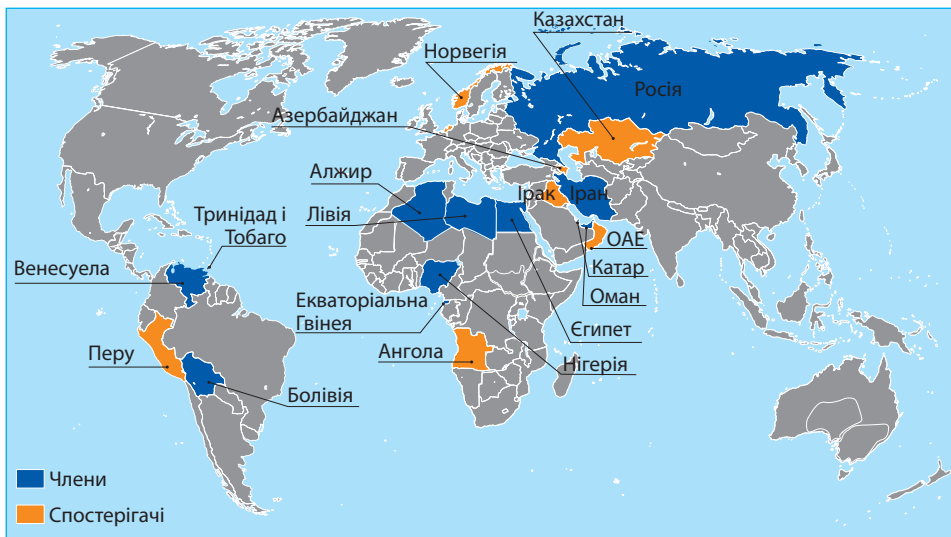 Казахстан
Норвегія
Росія
Азербайджан
Алжир
Ірак
Іран
Тринідад і
Тобаго
Лівія
ОАЕ
Венесуела
Катар
Екваторіальна
Гвінея
Оман
Єгипет
Перу
Ангола
Нігерія
Болівія
Члени
Спостерігачі